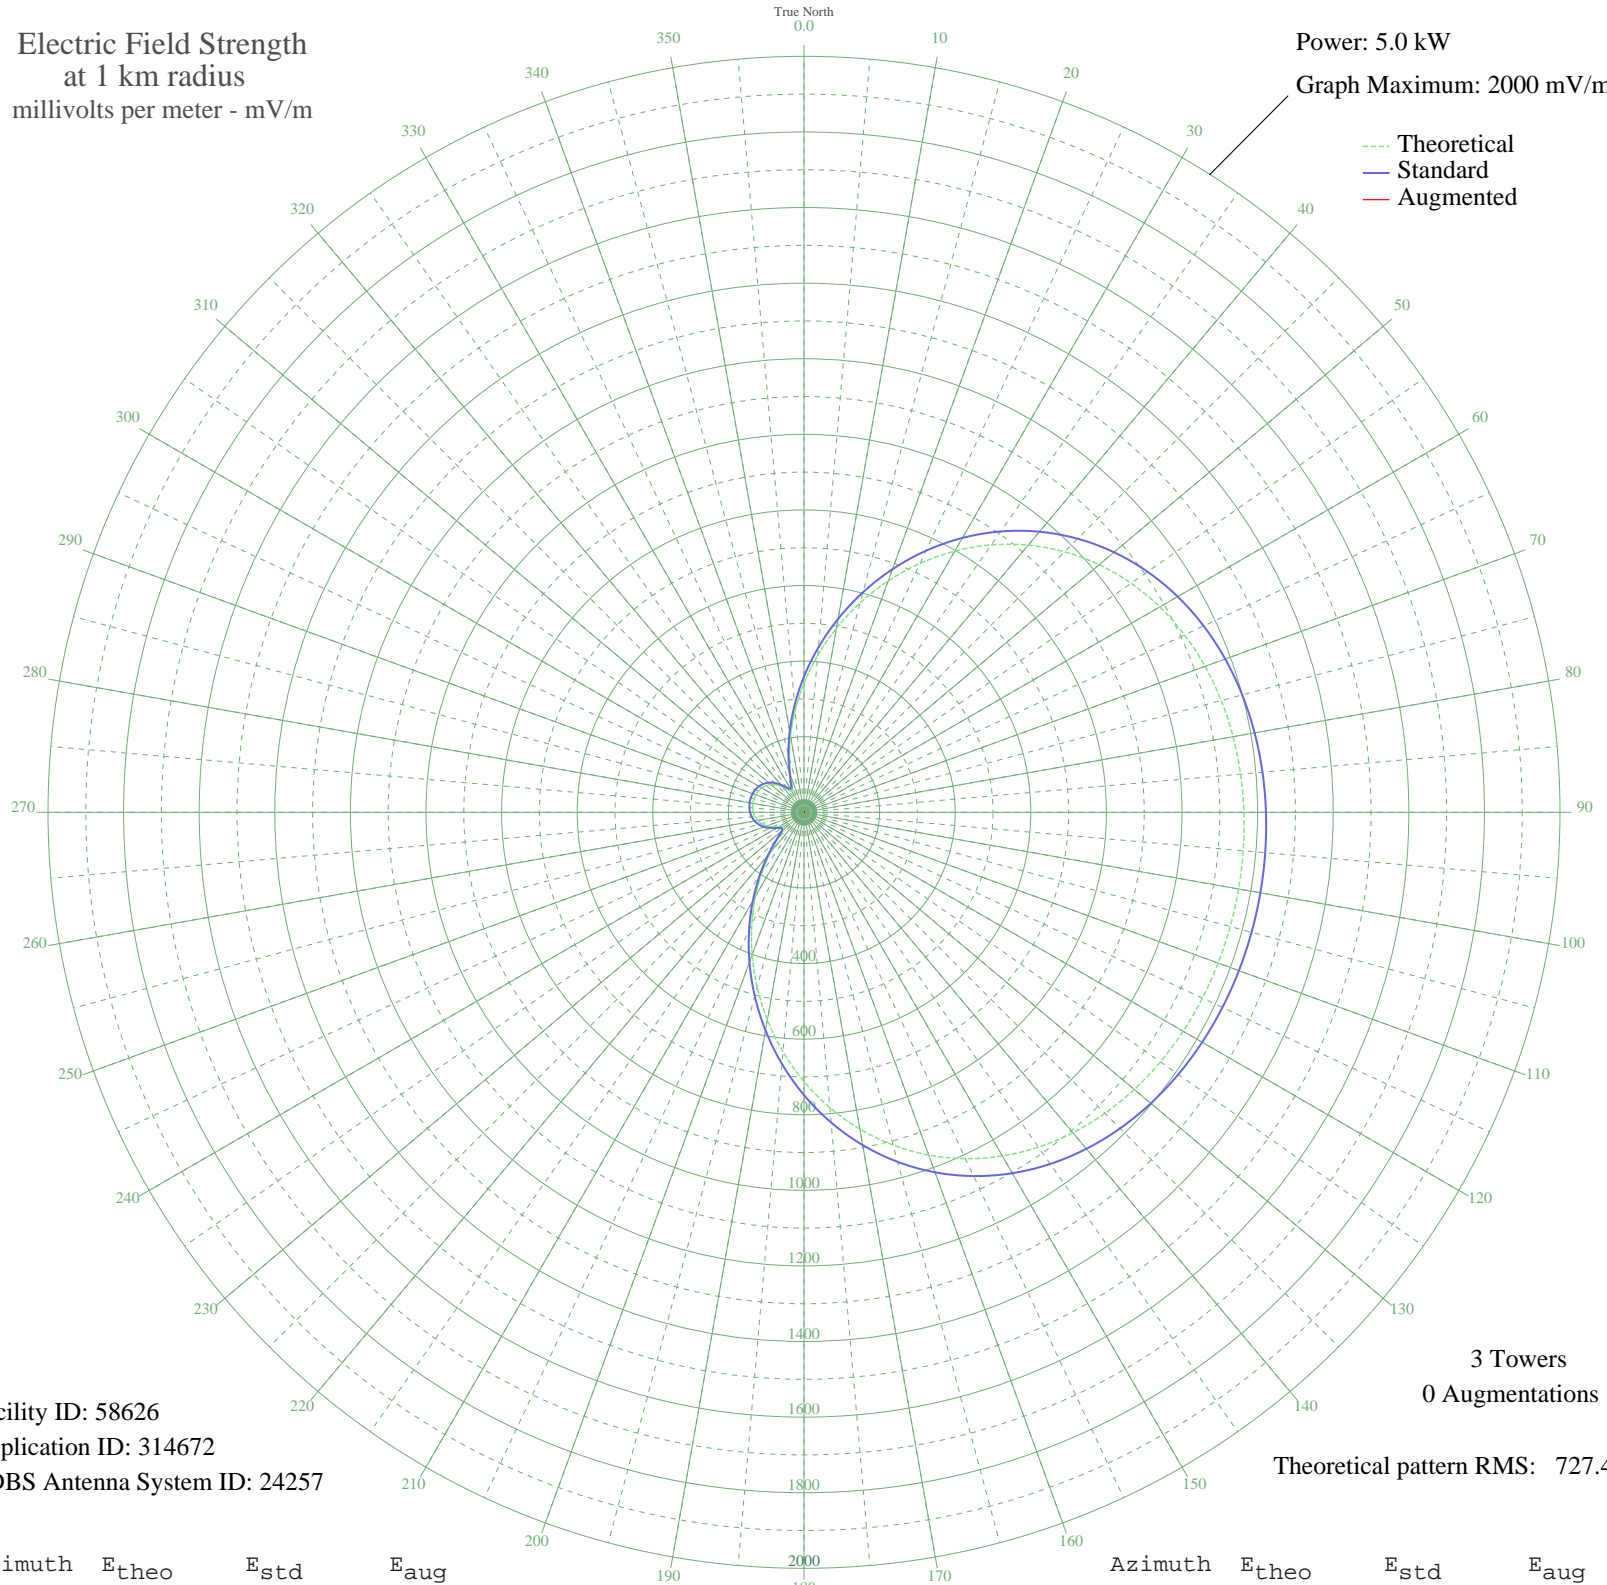 True North
0.0
Electric Field Strength
at 1 km radius
millivolts per meter - mV/m
Power: 5.0 kW
Graph Maximum: 2000 mV/m
Theoretical
Standard
Augmented
10
20
30
40
50
60
70
80
90
100
110
120
130
140
150
160
170
190
200
210
220
230
240
250
260
270
280
290
300
310
320
330
340
350
400
600
800
1000
1200
1400
1600
1800
2000
3 Towers
0 Augmentations
Theoretical pattern RMS: 727.4
cility ID: 58626
plication ID: 314672
DBS Antenna System ID: 24257
imuth Etheo Estd Eaug
Azimuth Etheo Estd Eaug